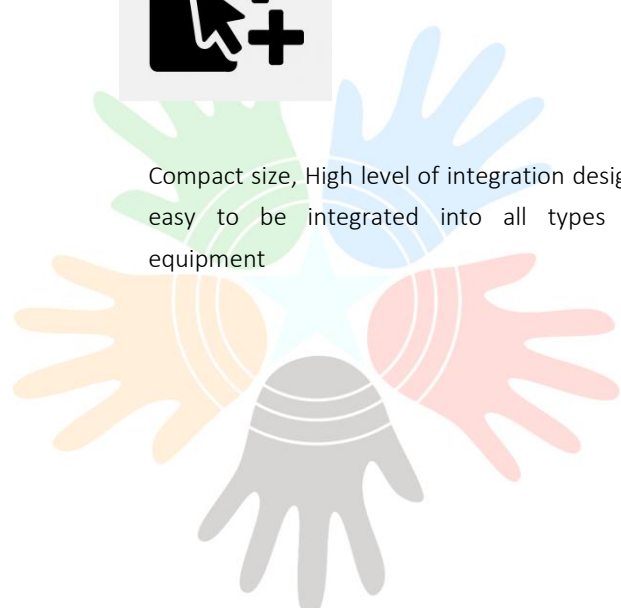 Compact size, High level of integration desig
easy to be integrated into all types
equipment